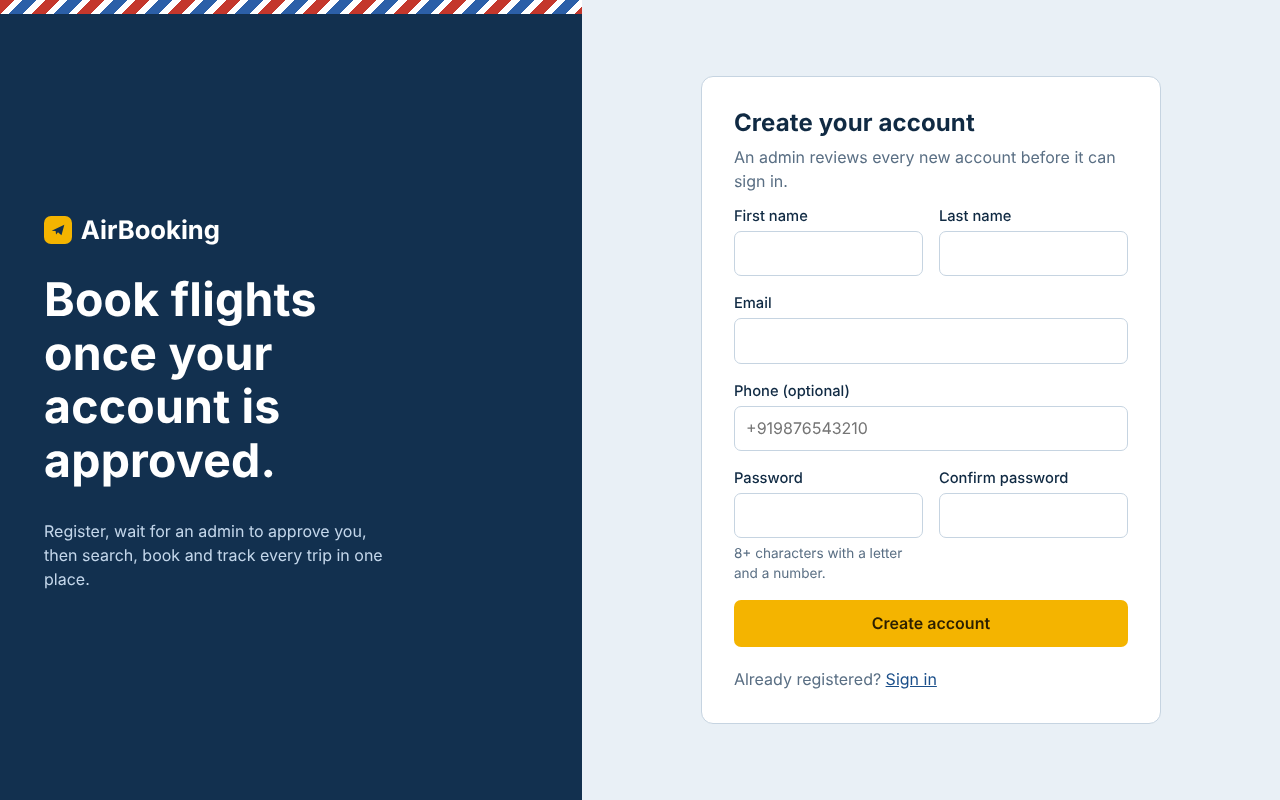 AirBooking
Book flights
once your
account is
approved.
Register, wait for an admin to approve you,
then search, book and track every trip in one
place.
Create your account
An admin reviews every new account before it can
sign in.
First name
Last name
Email
Phone (optional)
+919876543210
Password
Confirm password
8+ characters with a letter
and a number.
Create account
Already registered? Sign in